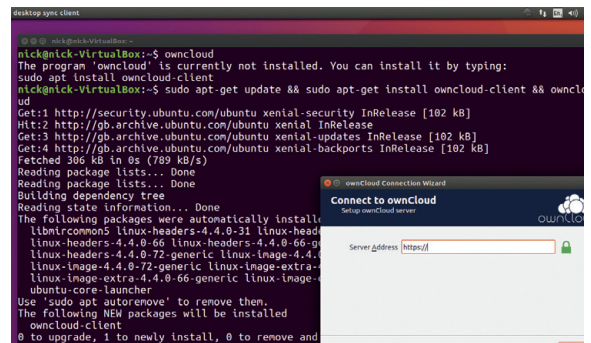 desktop sync client
En
nick@nick-VirtualBox: ~
nick@nick-VirtualBox:~$ owncloud
The program 'owncloud' is currently not installed. You can install it by typing:
sudo apt install owncloud-client
nick@nick-VirtualBox:~$ sudo apt-get update && sudo apt-get install owncloud-client && ownclo
ud
Get:1 http://security.ubuntu.com/ubuntu xenial-security InRelease [102 kB]
Hit:2 http://gb.archive.ubuntu.com/ubuntu xenial InRelease
Get:3 http://gb.archive.ubuntu.com/ubuntu xenial-updates InRelease [102 kB]
Get:4 http://gb.archive.ubuntu.com/ubuntu xenial-backports InRelease [102 kB]
Fetched 306 kB in 0s (789 kB/s)
Reading package lists... Done
Reading package lists... Done
Building dependency tree
Reading state information... Done
The following packages were automatically installe
libmircommon5 linux-headers-4.4.0-31 linux-heade
linux-headers-4.4.0-66 linux-headers-4.4.0-66-ge
linux-headers-4.4.0-72-generic linux-image-4.4.0
linux-image-4.4.0-72-generic linux-image-extra-4
linux-image-extra-4.4.0-66-generic linux-image-e
ubuntu-core-launcher
Use 'sudo apt autoremove' to remove them.
The following NEW packages will be installed
owncloud-client
0 to upgrade, 1 to newly install, 0 to remove and
ownCloud Connection Wizard
Connect to ownCloud
Setup ownCloud server
ownClou
Server Address https://